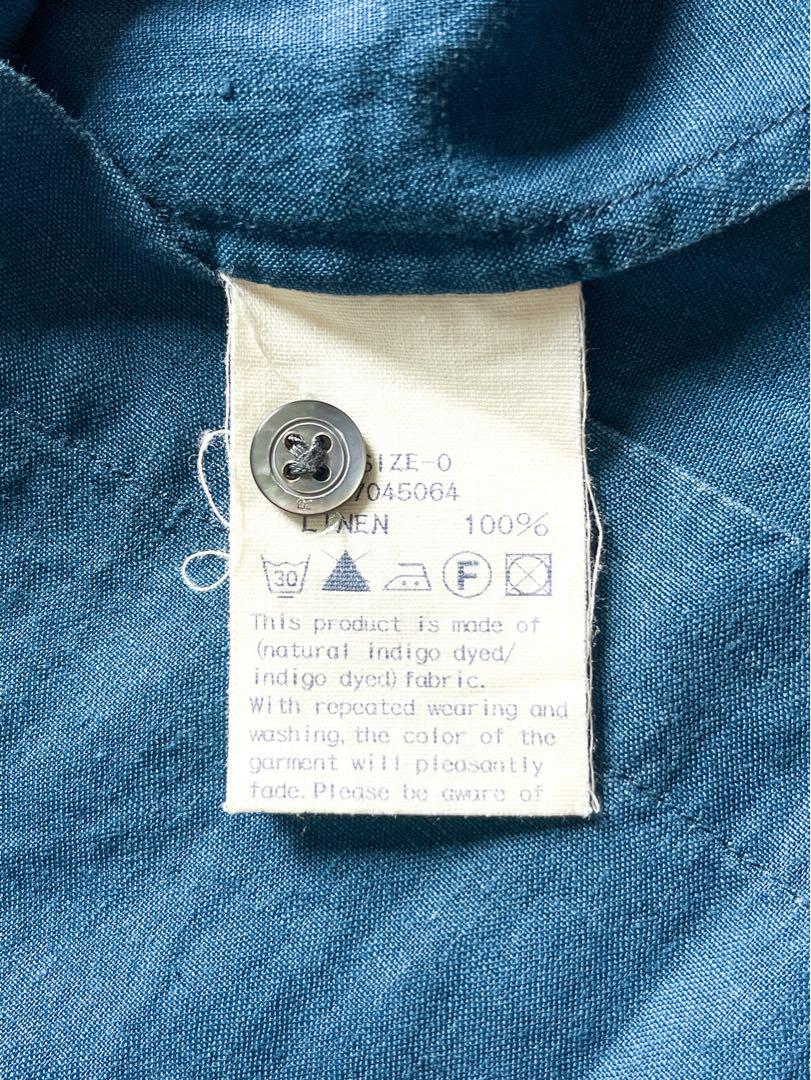 SIZE-0
7045064
LINEN 100%
30 F
This product is made of
(natural indigo dyed/
indigo dyed)fabric.
With repeated wearing and
washing,the color of the
garment will pleasantly
fade.Please be aware of